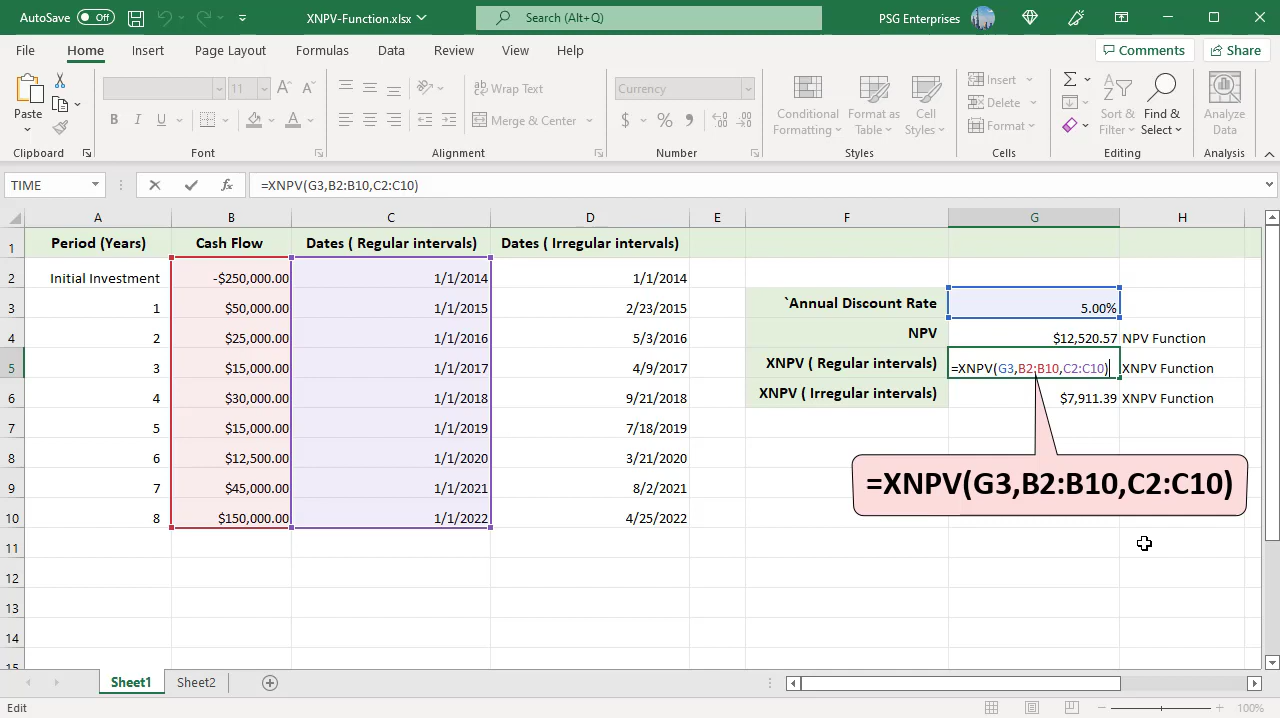 AutoSave Off XNPV-Function.xlsx Search (Alt+Q) PSG Enterprises
File Home Insert Page Layout Formulas Data Review View Help Comments Share
Paste
Clipboard
11
B I U A
Font
Wrap Text
Merge & Center
Alignment
Currency
$ %
Number
Conditional Formatting
Format as Table
Cell Styles
Styles
Insert
Delete
Format
Cells
Sort & Filter
Find & Select
Editing
Analyze Data
Analysis
TIME fx =XNPV(G3,B2:B10,C2:C10)
A B C D E F G H
1 Period (Years) Cash Flow Dates ( Regular intervals) Dates ( Irregular intervals)
2 Initial Investment -$250,000.00 1/1/2014 1/1/2014
3 1 $50,000.00 1/1/2015 2/23/2015 `Annual Discount Rate 5.00%
4 2 $25,000.00 1/1/2016 5/3/2016 NPV $12,520.57 NPV Function
5 3 $15,000.00 1/1/2017 4/9/2017 XNPV ( Regular intervals) =XNPV(G3,B2:B10,C2:C10) XNPV Function
6 4 $30,000.00 1/1/2018 9/21/2018 XNPV ( Irregular intervals) $7,911.39 XNPV Function
7 5 $15,000.00 1/1/2019 7/18/2019
8 6 $12,500.00 1/1/2020 3/21/2020
9 7 $45,000.00 1/1/2021 8/2/2021
10 8 $150,000.00 1/1/2022 4/25/2022
=XNPV(G3,B2:B10,C2:C10)
11
12
13
14
15
Sheet1 Sheet2
Edit 100%